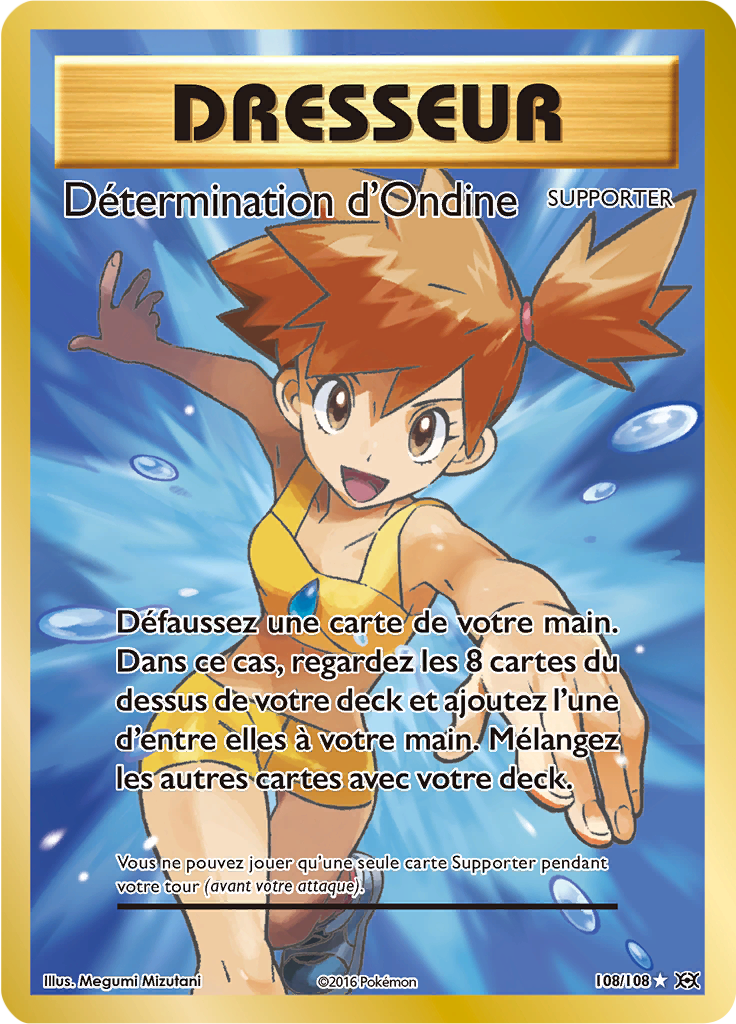 DRESSEUR
Détermination d'Ondine SUPPORTER
Défaussez une carte de votre main.
Dans ce cas, regardez les 8 cartes du
dessus de votre deck et ajoutez l'une
d'entre elles à votre main. Mélangez
les autres cartes avec votre deck.
Vous ne pouvez jouer qu'une seule carte Supporter pendant
votre tour (avant votre attaque).
Illus. Megumi Mizutani ©2016 Pokémon 108/108 ★